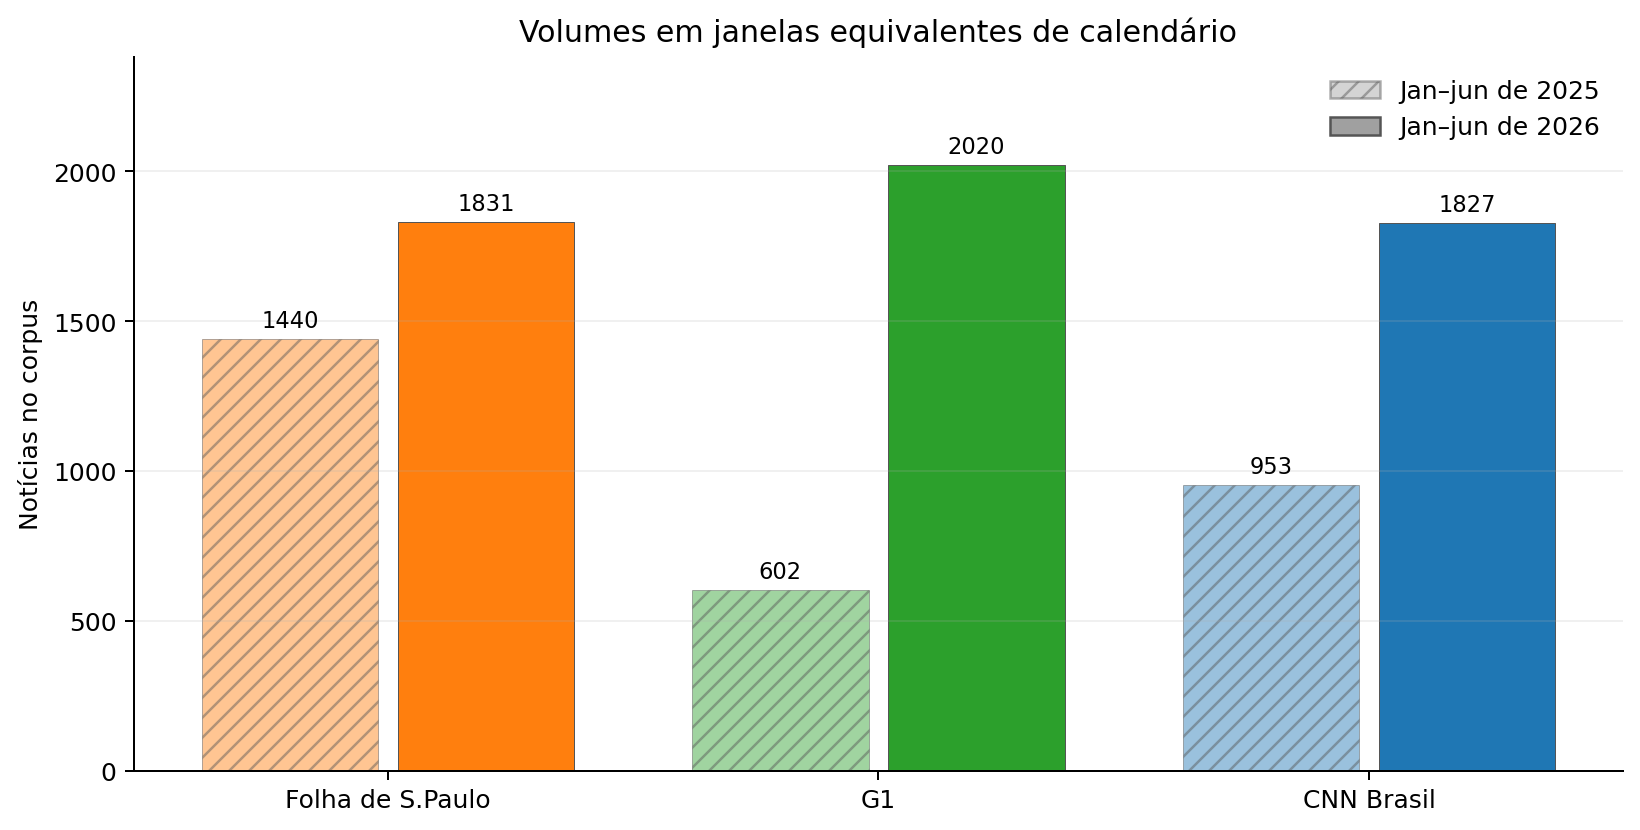 Volumes em janelas equivalentes de calendário
Jan–jun de 2025
Jan–jun de 2026
Notícias no corpus
2000
1500
1000
500
0
1440
1831
602
2020
953
1827
Folha de S.Paulo
G1
CNN Brasil